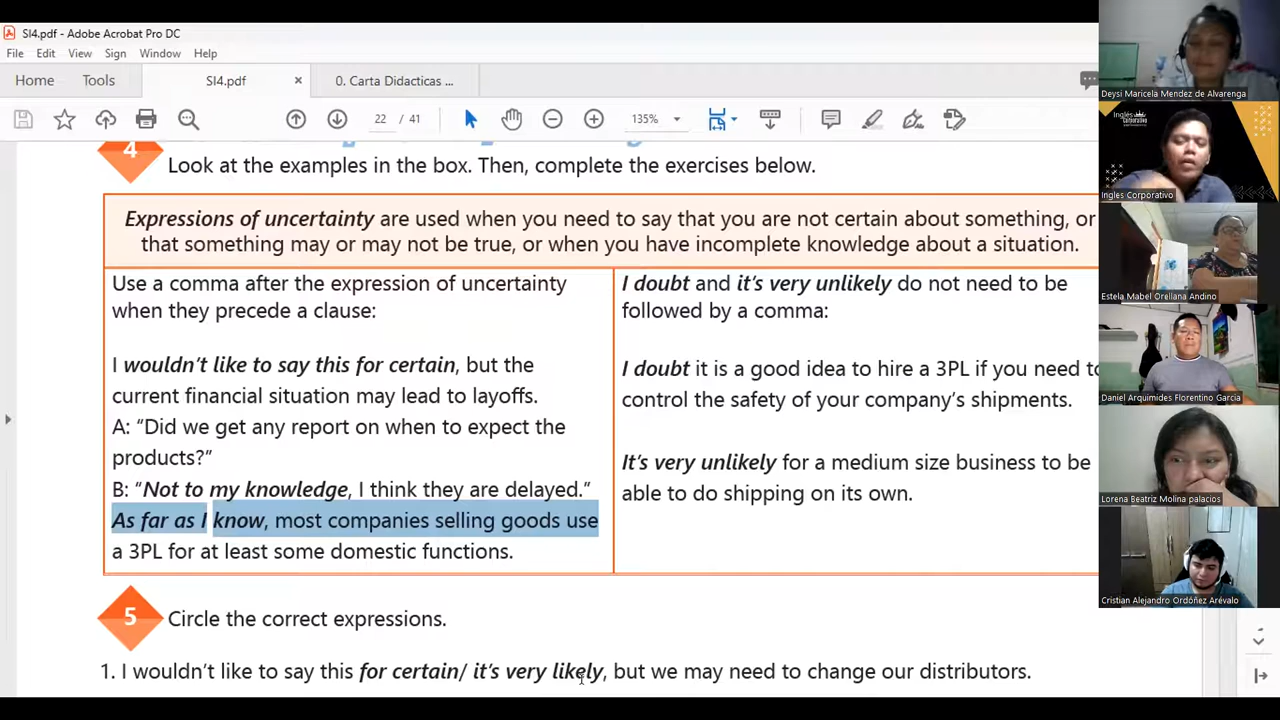 SI4.pdf - Adobe Acrobat Pro DC
File Edit View Sign Window Help
Home Tools SI4.pdf × 0. Carta Didacticas ...
22 / 41 135%
4
Look at the examples in the box. Then, complete the exercises below.
Expressions of uncertainty are used when you need to say that you are not certain about something, or
that something may or may not be true, or when you have incomplete knowledge about a situation.
Use a comma after the expression of uncertainty
when they precede a clause:
I wouldn't like to say this for certain, but the
current financial situation may lead to layoffs.
A: "Did we get any report on when to expect the
products?"
B: "Not to my knowledge, I think they are delayed."
As far as I know, most companies selling goods use
a 3PL for at least some domestic functions.
I doubt and it's very unlikely do not need to be
followed by a comma:
I doubt it is a good idea to hire a 3PL if you need to
control the safety of your company's shipments.
It's very unlikely for a medium size business to be
able to do shipping on its own.
5
Circle the correct expressions.
1. I wouldn't like to say this for certain/ it's very likely, but we may need to change our distributors.
Deysi Maricela Mendez de Alvarenga
Inglés
Corporativo
Ingles Corporativo
Estela Mabel Orellana Andino
Daniel Arquimides Florentino Garcia
Lorena Beatriz Molina palacios
Cristian Alejandro Ordóñez Arévalo